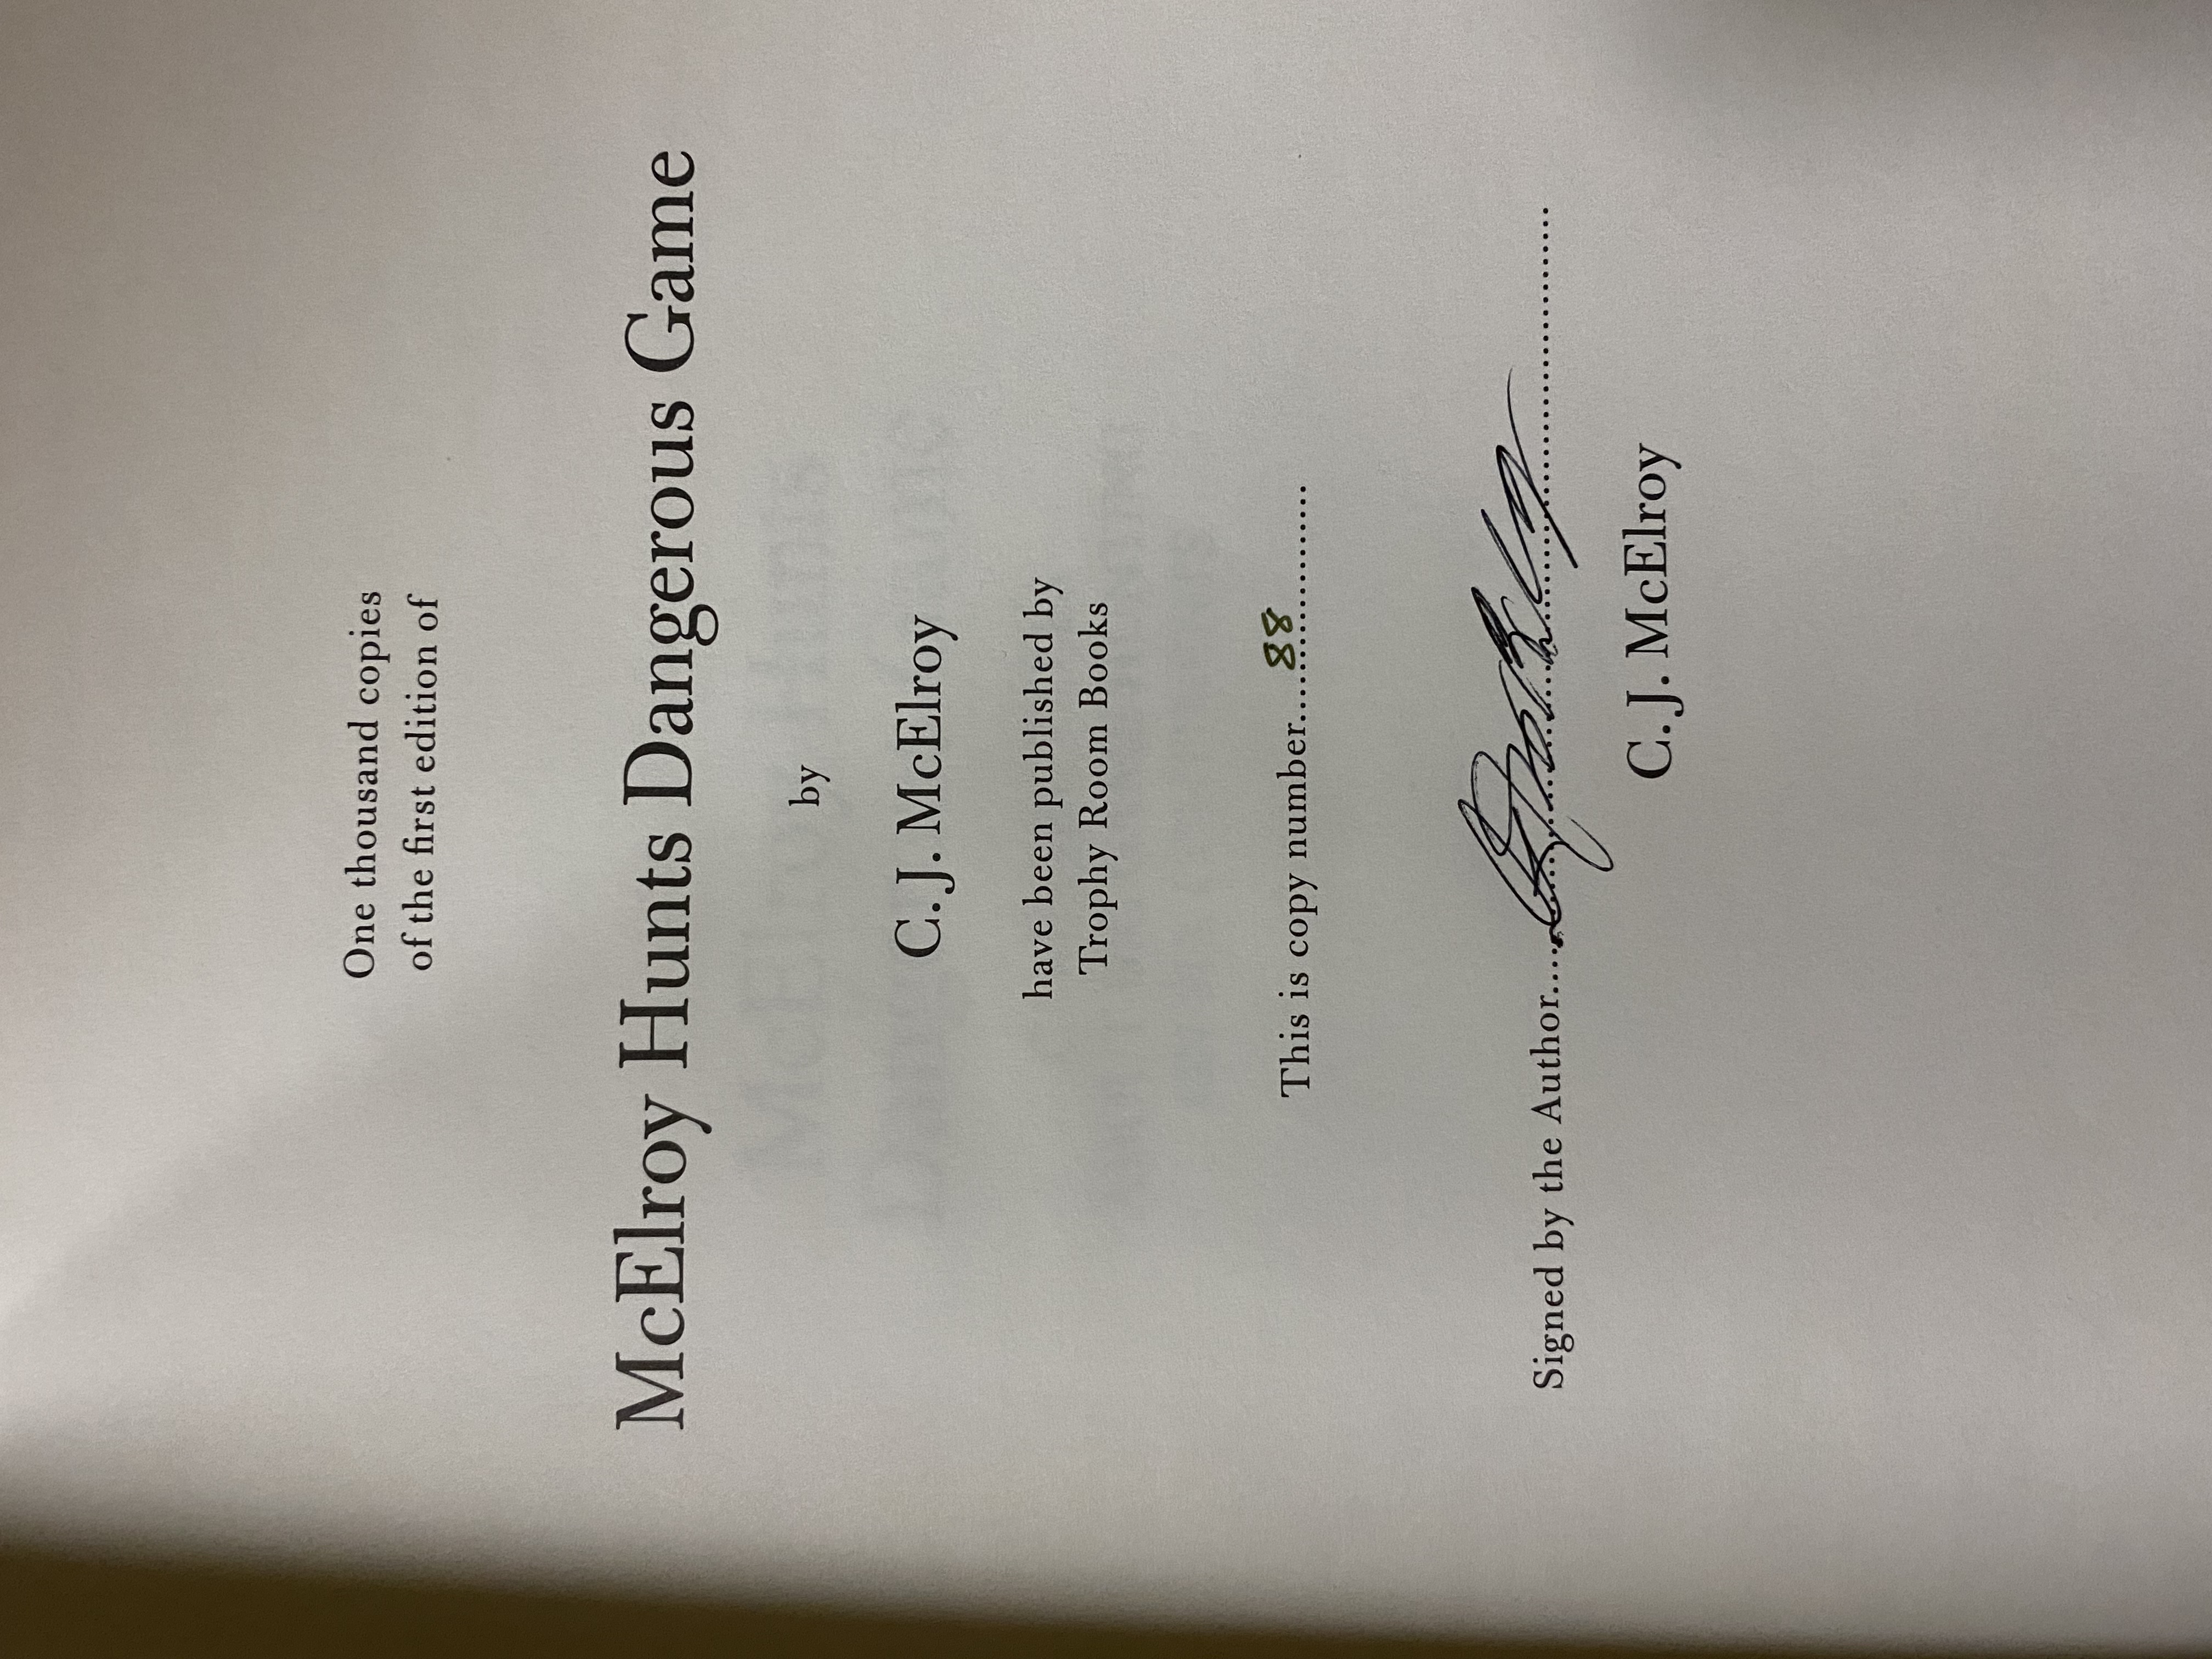 One thousand copies
of the first edition of
McElroy Hunts Dangerous Game
by
C.J. McElroy
have been published by
Trophy Room Books
This is copy number.....88...............
Signed by the Author.....................................
C.J. McElroy